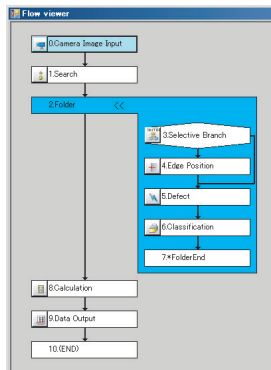 Flow viewer
0.Camera Image Input
1.Search
2.Folder <<
3.Selective Branch
4.Edge Position
5.Defect
6.Classification
7.*FolderEnd
8.Calculation
9.Data Output
10.(END)